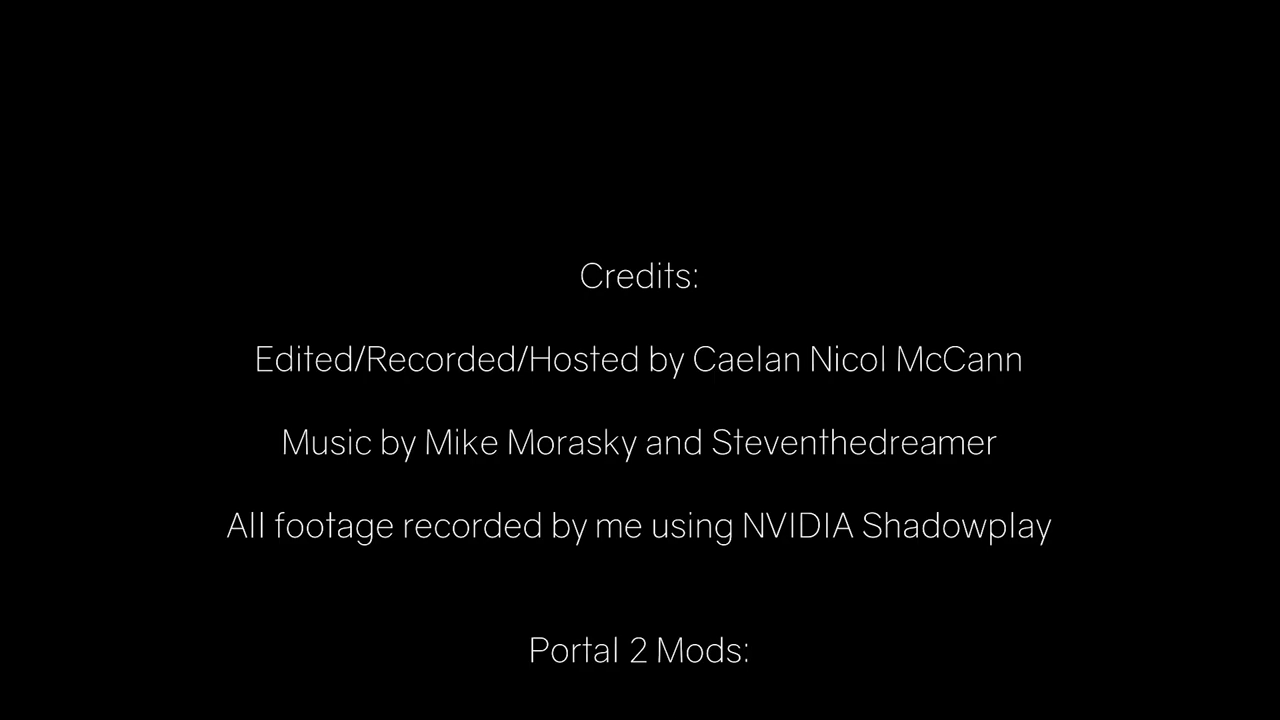 Credits:
Edited/Recorded/Hosted by Caelan Nicol McCann
Music by Mike Morasky and Steventhedreamer
All footage recorded by me using NVIDIA Shadowplay
Portal 2 Mods: